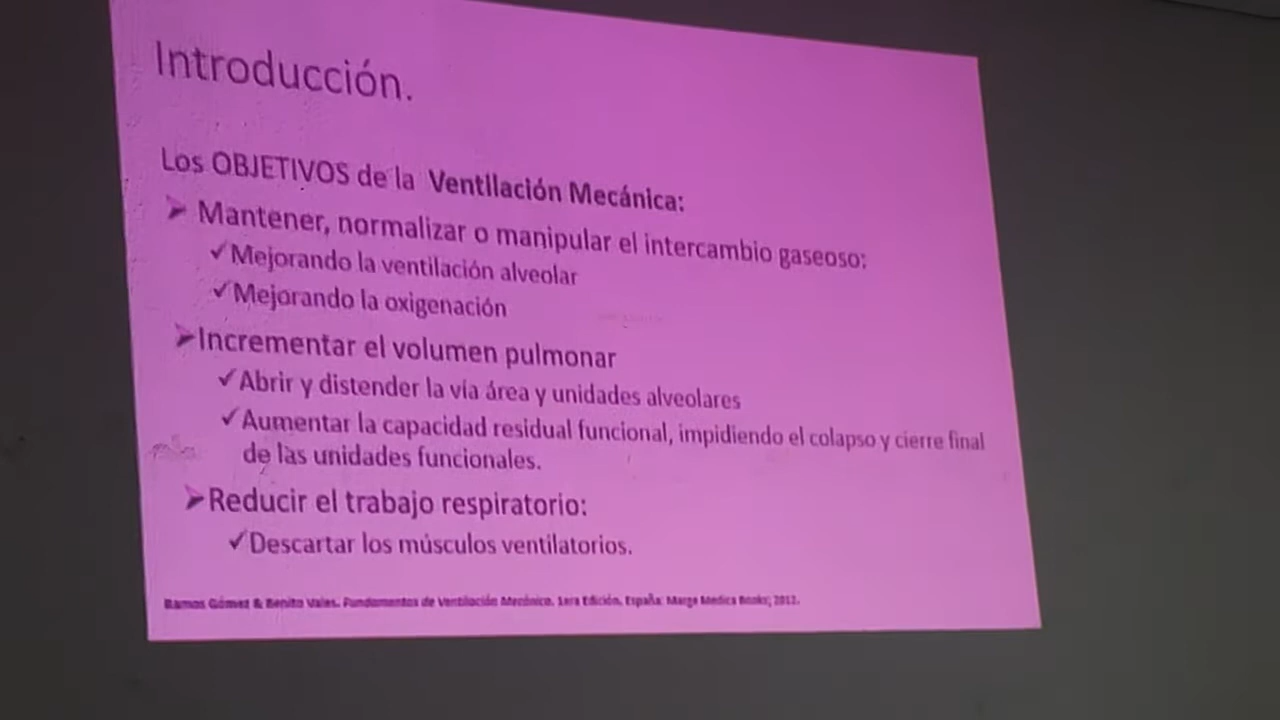 Introducción.
Los OBJETIVOS de la Ventilación Mecánica:
➤ Mantener, normalizar o manipular el intercambio gaseoso:
✓Mejorando la ventilación alveolar
✓Mejorando la oxigenación
➤Incrementar el volumen pulmonar
✓Abrir y distender la vía área y unidades alveolares
✓Aumentar la capacidad residual funcional, impidiendo el colapso y cierre final
de las unidades funcionales.
➤Reducir el trabajo respiratorio:
✓Descartar los músculos ventilatorios.
Ramos Gómez & Benito Vales. Fundamentos de Ventilación Mecánica. 1era Edición, España: Marge Medica Books; 2012.